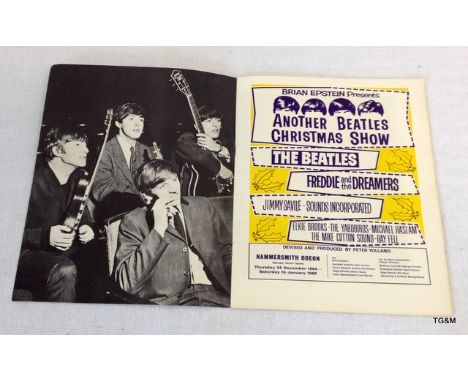 BRIAN EPSTEIN Presents
ANOTHER BEATLES
CHRISTMAS SHOW
THE BEATLES
FREDDIE and the DREAMERS
JIMMY SAVILE - SOUNDS INCORPORATED
ELKIE BROOKS - THE YARDBIRDS - MICHAEL HASLAM
THE MIKE COTTON SOUND - RAY FELL
DEVISED AND PRODUCED BY PETER YOLLAND
HAMMERSMITH ODEON
Thursday 24 December 1964—
Saturday 16 January 1965
TG&M